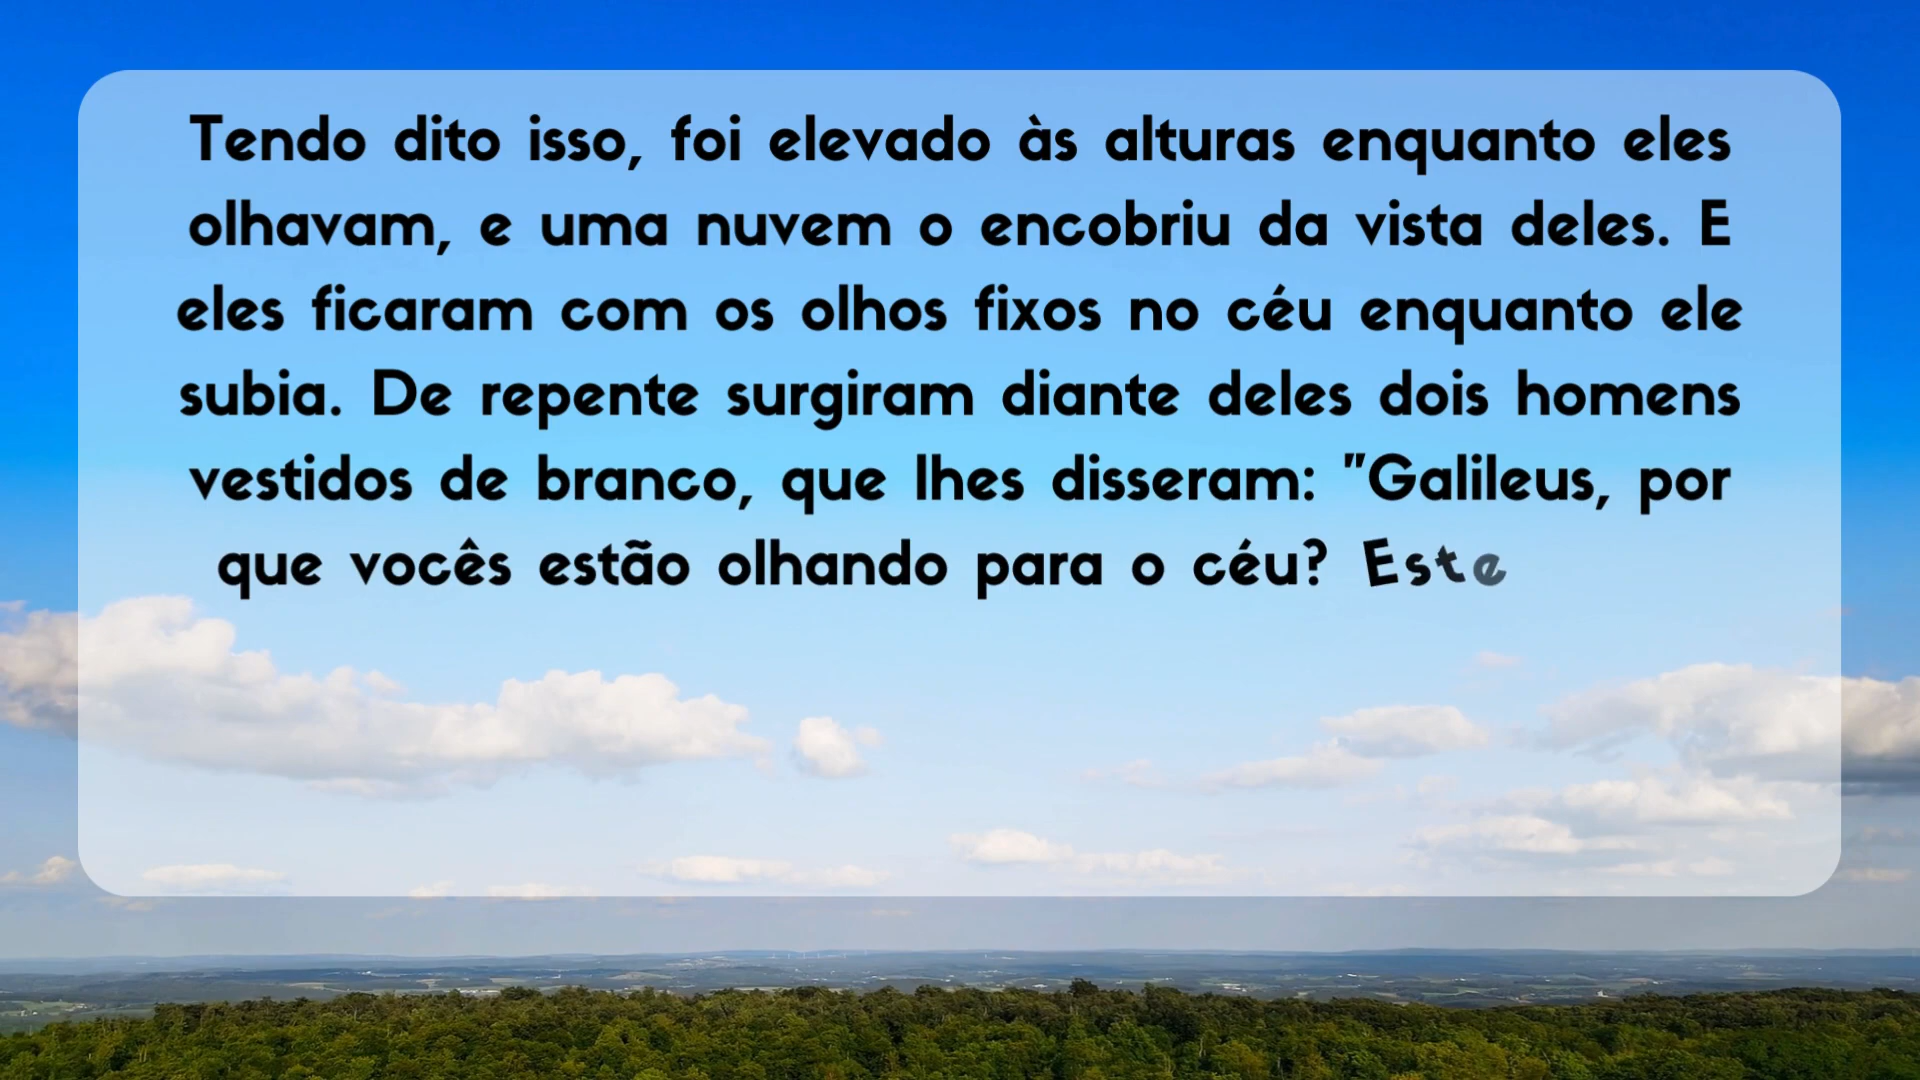 Tendo dito isso, foi elevado às alturas enquanto eles
olhavam, e uma nuvem o encobriu da vista deles. E
eles ficaram com os olhos fixos no céu enquanto ele
subia. De repente surgiram diante deles dois homens
vestidos de branco, que lhes disseram: "Galileus, por
que vocês estão olhando para o céu? Este